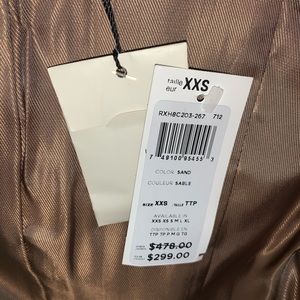 taille XXS
eur
RXH8C203-267 712
7 49100 95455 3
COLOR: SAND
COULEUR: SABLE
SIZE XXS / TAILLE TTP
AVAILABLE IN
XXS XS S M L XL
DISPONIBLE EN
TTP TP P M G TG
$478.00
$299.00